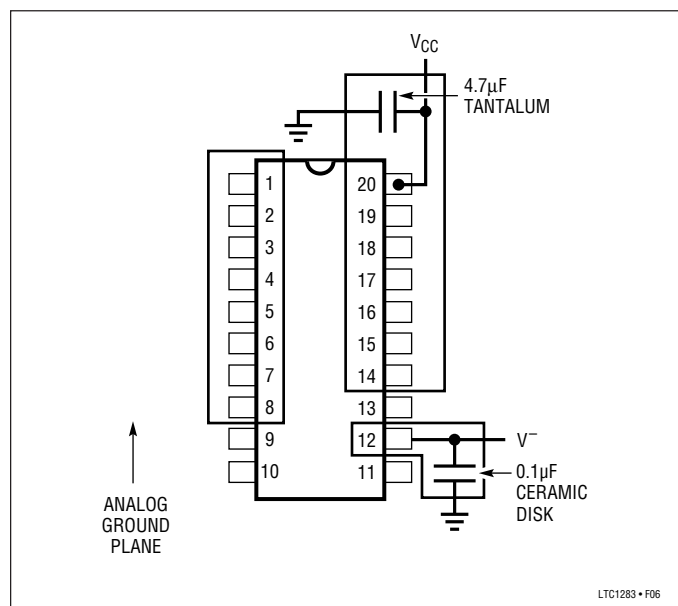 VCC
4.7µF
TANTALUM
1
2
3
4
5
6
7
8
9
10
20
19
18
17
16
15
14
13
12
11
V–
0.1µF
CERAMIC
DISK
ANALOG
GROUND
PLANE
LTC1283 • F06